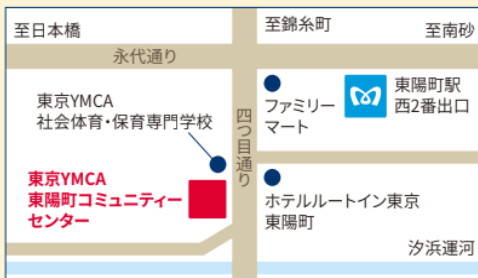 至日本橋
至錦糸町
至南砂
永代通り
東陽町駅
西2番出口
ファミリー
マート
東京YMCA
社会体育・保育専門学校
四つ目通り
東京YMCA
東陽町コミュニティー
センター
ホテルルートイン東京
東陽町
汐浜運河